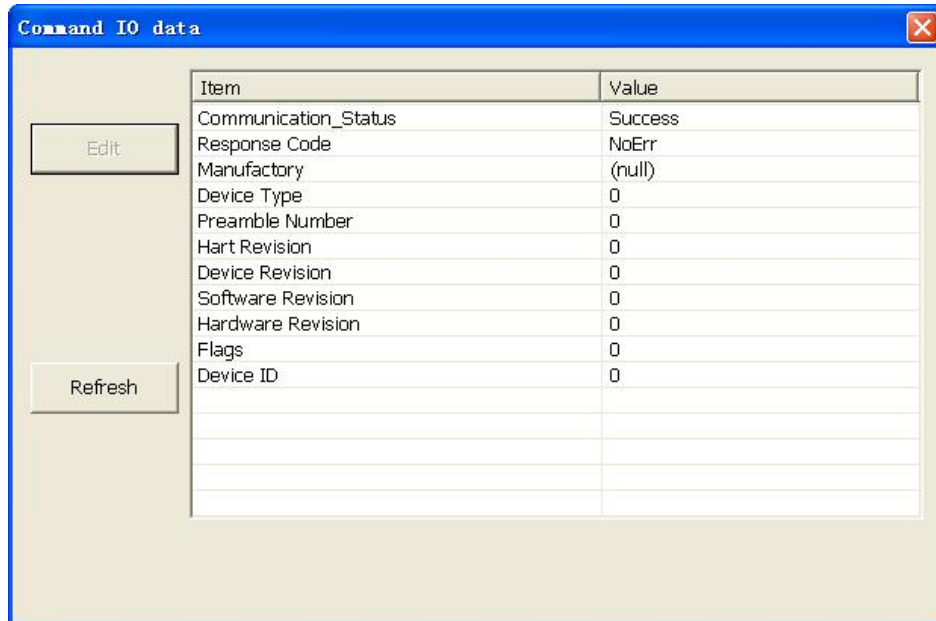 Command IO data
Item Value
Communication_Status Success
Edit
Response Code NoErr
Manufactory (null)
Device Type 0
Preamble Number 0
Hart Revision 0
Device Revision 0
Software Revision 0
Hardware Revision 0
Flags 0
Device ID 0
Refresh